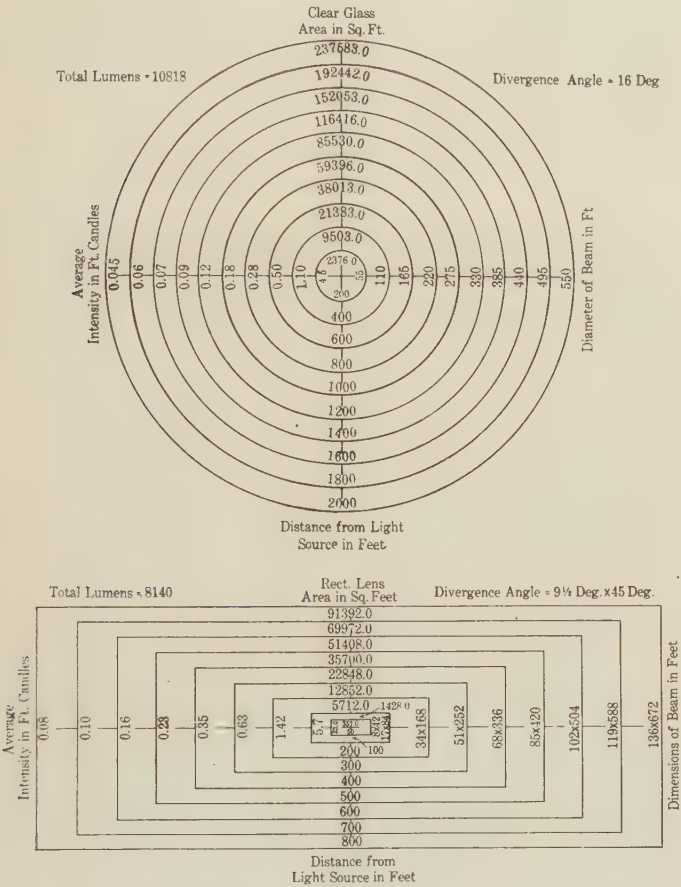 Clear Glass
Area in Sq. Ft.
Total Lumens = 10818
Divergence Angle = 16 Deg
237583.0
192442.0
152053.0
116416.0
85530.0
59396.0
38013.0
21383.0
9503.0
2376.0
Average
Intensity in Ft. Candles
0.045
0.06
0.07
0.09
0.12
0.18
0.28
0.50
1.10
4.6
55
110
165
220
275
330
385
440
495
550
Diameter of Beam in Ft
200
400
600
800
1000
1200
1400
1600
1800
2000
Distance from Light
Source in Feet
Total Lumens = 8140
Rect. Lens
Area in Sq. Feet
Divergence Angle = 9½ Deg. x 45 Deg.
91392.0
69972.0
51408.0
35700.0
22848.0
12852.0
5712.0
1428.0
Average
Intensity in Ft. Candles
0.08
0.10
0.16
0.23
0.35
0.63
1.42
5.7
34x168
51x252
68x336
85x420
102x504
119x588
136x672
Dimensions of Beam in Feet
100
200
300
400
500
600
700
800
Distance from
Light Source in Feet